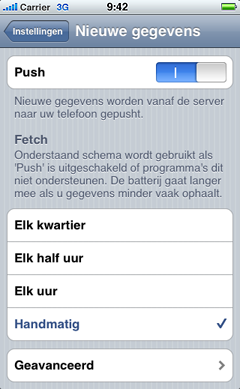 Carrier 3G 9:42
Instellingen Nieuwe gegevens
Push
Nieuwe gegevens worden vanaf de server
naar uw telefoon gepusht.
Fetch
Onderstaand schema wordt gebruikt als
'Push' is uitgeschakeld of programma's dit
niet ondersteunen. De batterij gaat langer
mee als u gegevens minder vaak ophaalt.
Elk kwartier
Elk half uur
Elk uur
Handmatig
Geavanceerd